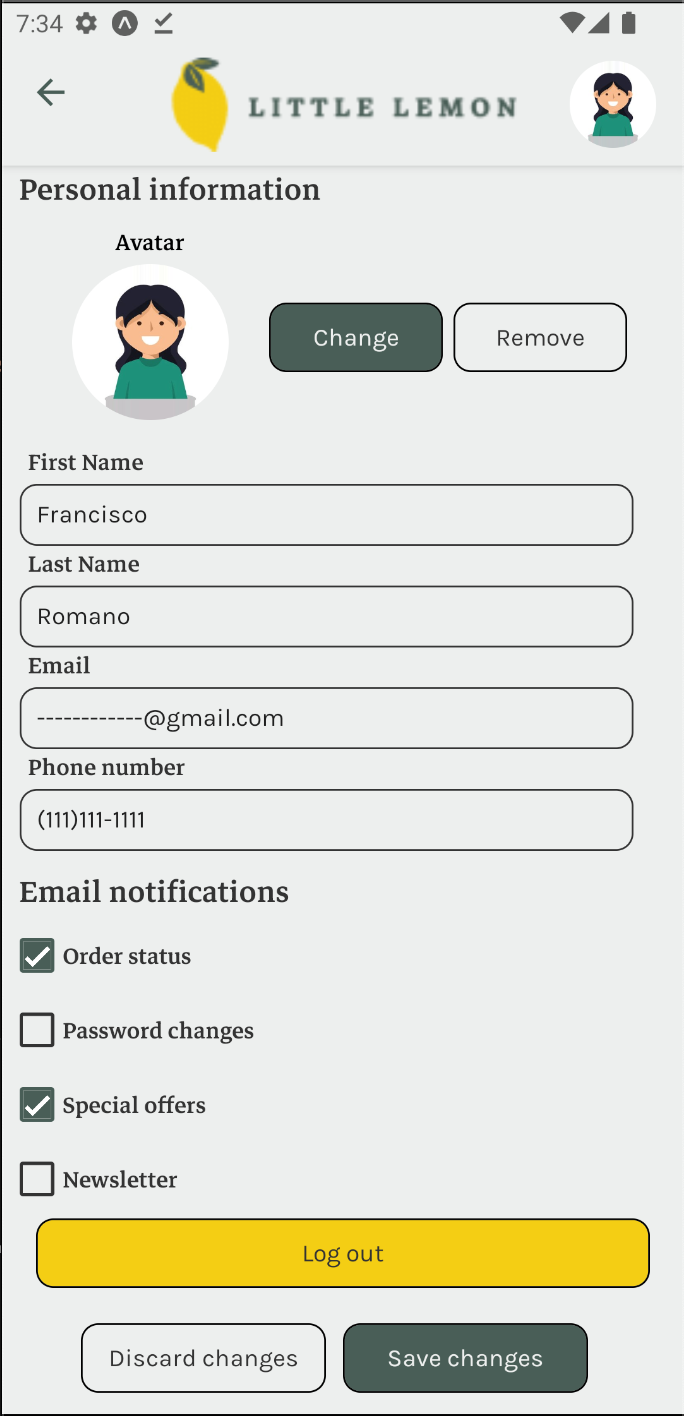 7:34
LITTLE LEMON
Personal information
Avatar
Change Remove
First Name
Francisco
Last Name
Romano
Email
------------@gmail.com
Phone number
(111)111-1111
Email notifications
Order status
Password changes
Special offers
Newsletter
Log out
Discard changes Save changes